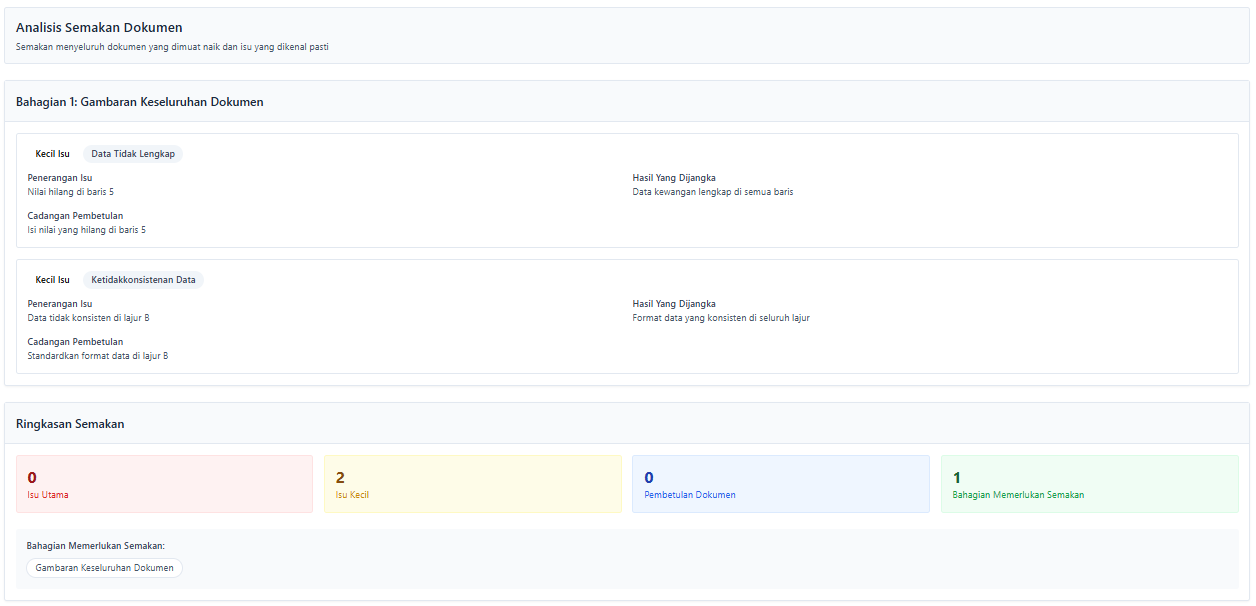 Analisis Semakan Dokumen
Semakan menyeluruh dokumen yang dimuat naik dan isu yang dikenal pasti
Bahagian 1: Gambaran Keseluruhan Dokumen
Kecil Isu Data Tidak Lengkap
Penerangan Isu
Nilai hilang di baris 5
Hasil Yang Dijangka
Data kewangan lengkap di semua baris
Cadangan Pembetulan
Isi nilai yang hilang di baris 5
Kecil Isu Ketidakkonsistenan Data
Penerangan Isu
Data tidak konsisten di lajur B
Hasil Yang Dijangka
Format data yang konsisten di seluruh lajur
Cadangan Pembetulan
Standardkan format data di lajur B
Ringkasan Semakan
0
Isu Utama
2
Isu Kecil
0
Pembetulan Dokumen
1
Bahagian Memerlukan Semakan
Bahagian Memerlukan Semakan:
Gambaran Keseluruhan Dokumen